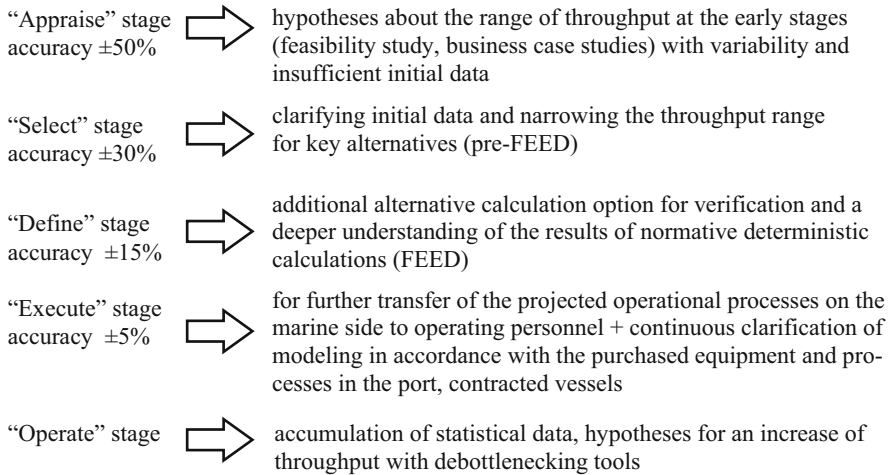 “Appraise” stage
accuracy ±50%
hypotheses about the range of throughput at the early stages
(feasibility study, business case studies) with variability and
insufficient initial data
“Select” stage
accuracy ±30%
clarifying initial data and narrowing the throughput range
for key alternatives (pre-FEED)
“Define” stage
accuracy ±15%
additional alternative calculation option for verification and a
deeper understanding of the results of normative deterministic
calculations (FEED)
“Execute” stage
accuracy ±5%
for further transfer of the projected operational processes on the
marine side to operating personnel + continuous clarification of
modeling in accordance with the purchased equipment and pro-
cesses in the port, contracted vessels
“Operate” stage
accumulation of statistical data, hypotheses for an increase of
throughput with debottlenecking tools